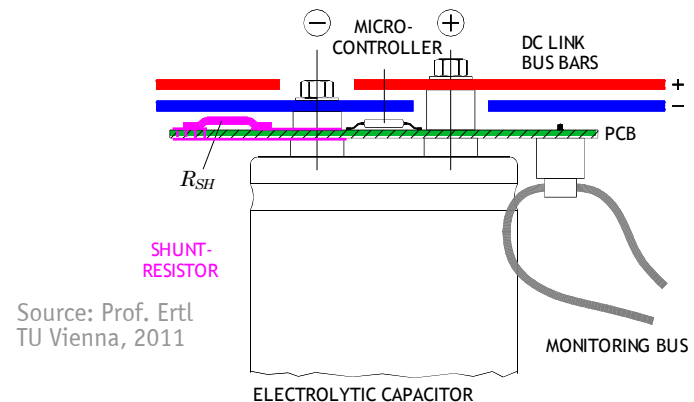 −
MICRO-
CONTROLLER
+
DC LINK
BUS BARS
+
−
PCB
R_SH
SHUNT-
RESISTOR
Source: Prof. Ertl
TU Vienna, 2011
MONITORING BUS
ELECTROLYTIC CAPACITOR